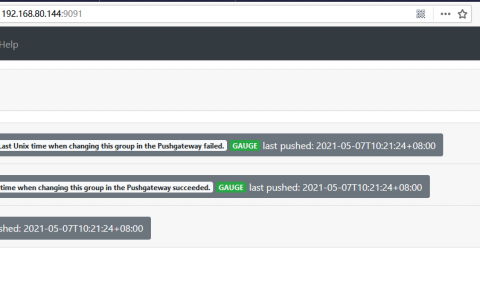 192.168.80.144:9091
Help
Last Unix time when changing this group in the Pushgateway failed. GAUGE last pushed: 2021-05-07T10:21:24+08:00
time when changing this group in the Pushgateway succeeded. GAUGE last pushed: 2021-05-07T10:21:24+08:00
shed: 2021-05-07T10:21:24+08:00